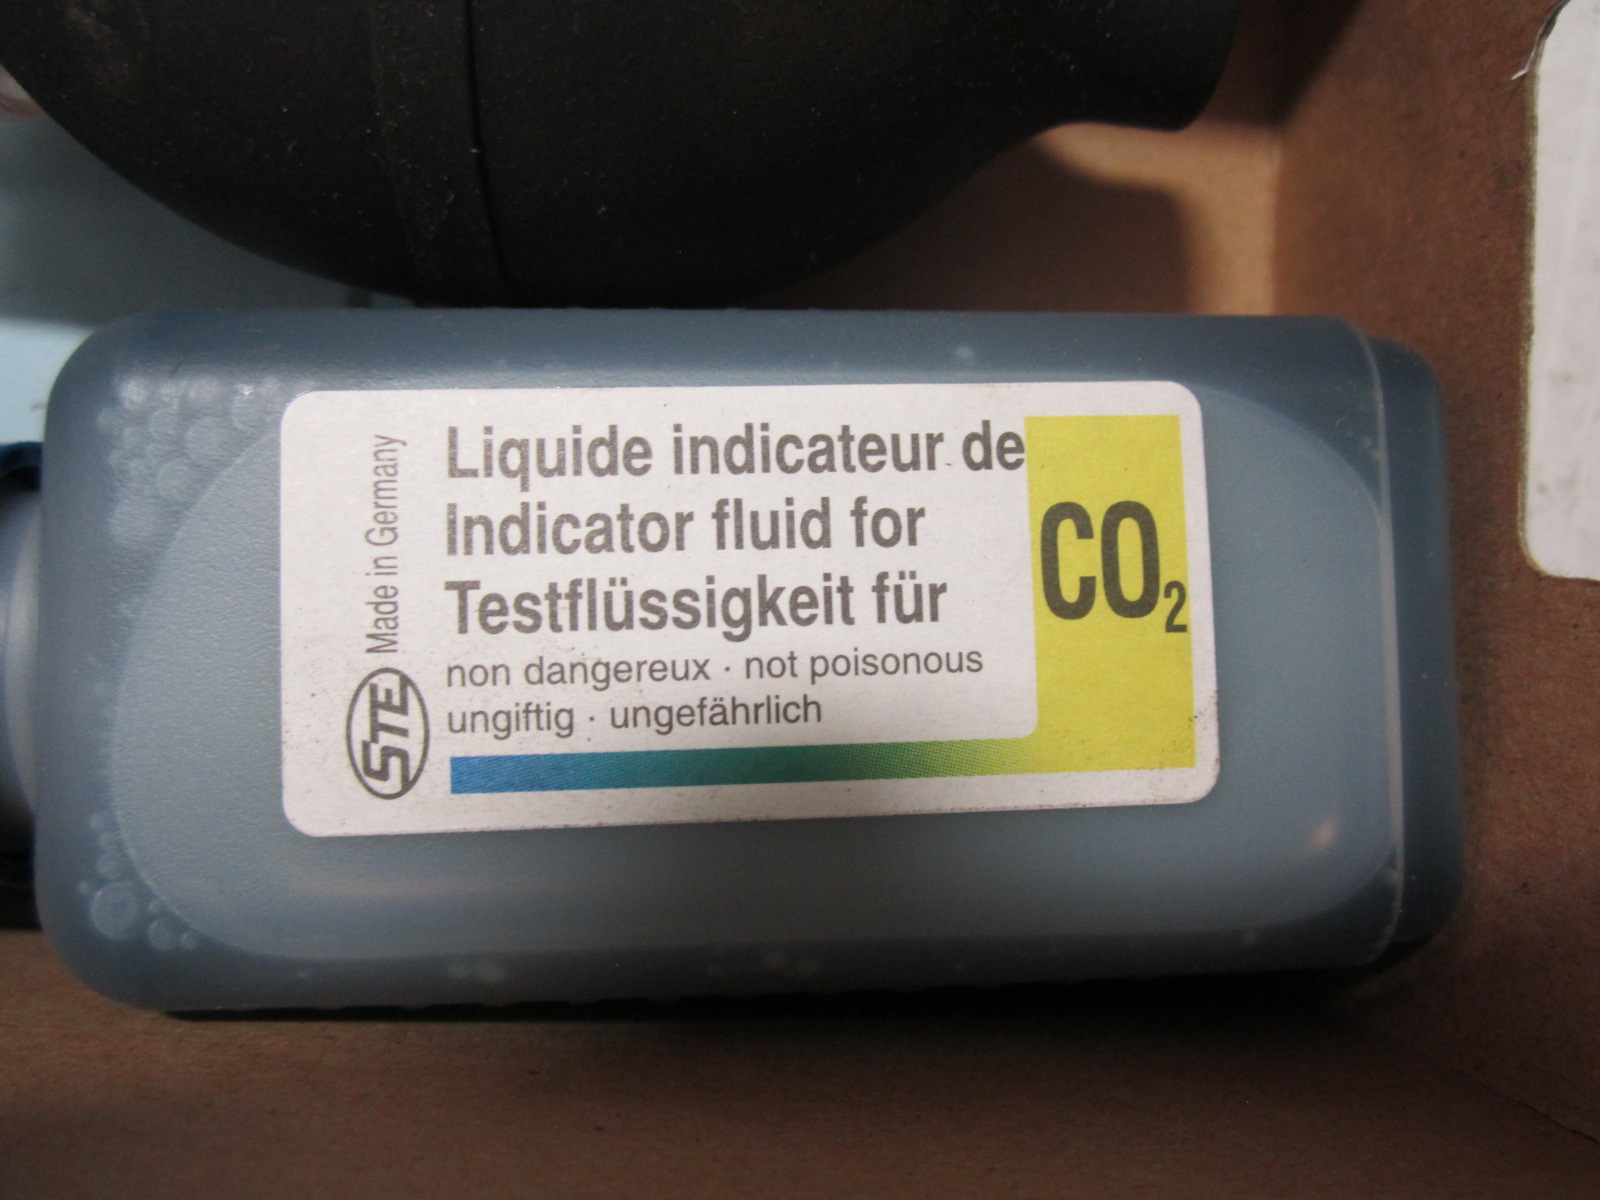 Liquide indicateur de
Indicator fluid for
Testflüssigkeit für
CO₂
non dangereux · not poisonous
ungiftig · ungefährlich
STE
Made in Germany